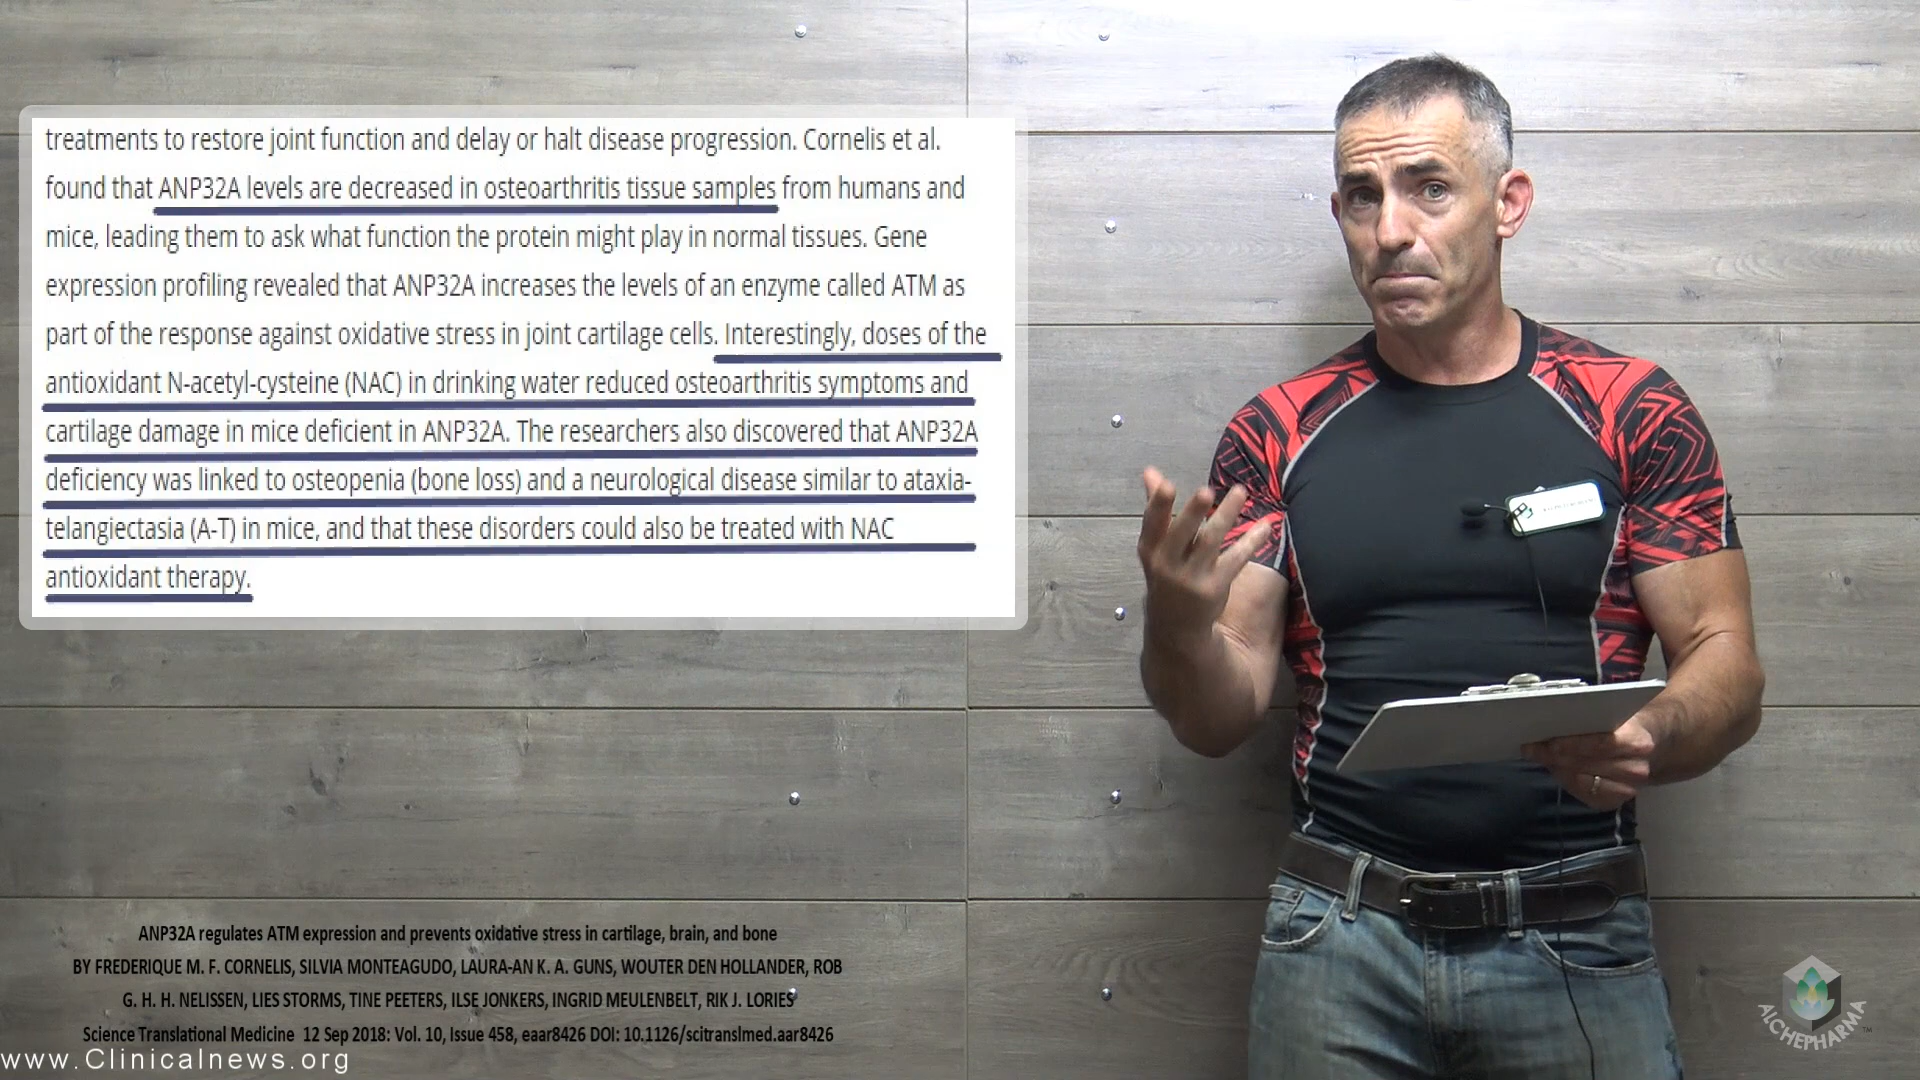 treatments to restore joint function and delay or halt disease progression. Cornelis et al.
found that ANP32A levels are decreased in osteoarthritis tissue samples from humans and
mice, leading them to ask what function the protein might play in normal tissues. Gene
expression profiling revealed that ANP32A increases the levels of an enzyme called ATM as
part of the response against oxidative stress in joint cartilage cells. Interestingly, doses of the
antioxidant N-acetyl-cysteine (NAC) in drinking water reduced osteoarthritis symptoms and
cartilage damage in mice deficient in ANP32A. The researchers also discovered that ANP32A
deficiency was linked to osteopenia (bone loss) and a neurological disease similar to ataxia-
telangiectasia (A-T) in mice, and that these disorders could also be treated with NAC
antioxidant therapy.
ANP32A regulates ATM expression and prevents oxidative stress in cartilage, brain, and bone
BY FREDERIQUE M. F. CORNELIS, SILVIA MONTEAGUDO, LAURA-AN K. A. GUNS, WOUTER DEN HOLLANDER, ROB
G. H. H. NELISSEN, LIES STORMS, TINE PEETERS, ILSE JONKERS, INGRID MEULENBELT, RIK J. LORIES
Science Translational Medicine 12 Sep 2018: Vol. 10, Issue 458, eaar8426 DOI: 10.1126/scitranslmed.aar8426
www.Clinicalnews.org
ALCHEPHARMA™